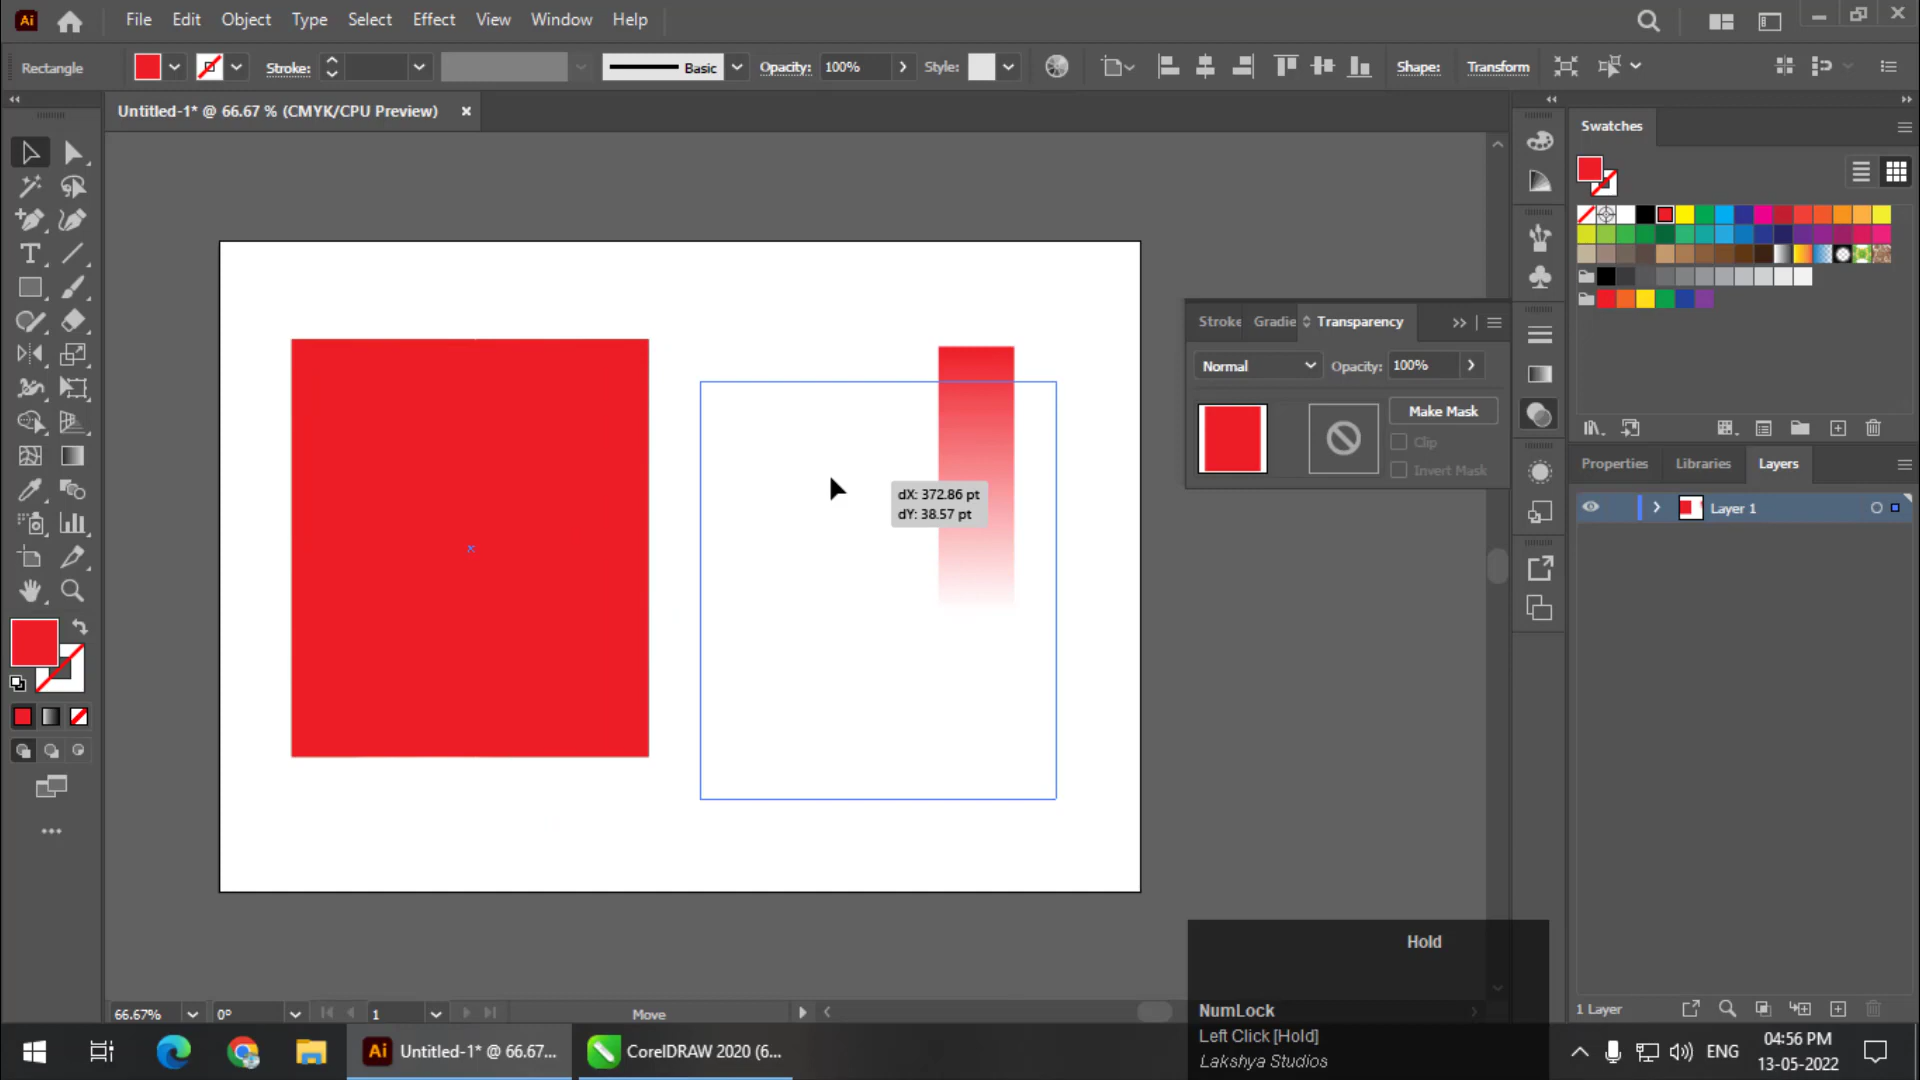 Ai File Edit Object Type Select Effect View Window Help
Rectangle Stroke: Basic Opacity: 100% Style: Shape: Transform
Untitled-1* @ 66.67 % (CMYK/CPU Preview)
Swatches
Stroke Gradie Transparency
Normal Opacity: 100%
Make Mask
Clip
Invert Mask
Properties Libraries Layers
Layer 1
dX: 372.86 pt
dY: 38.57 pt
Hold
NumLock
Left Click [Hold]
Lakshya Studios
66.67% 0° 1 Move
1 Layer
Ai Untitled-1* @ 66.67... CorelDRAW 2020 (6...
ENG
04:56 PM
13-05-2022